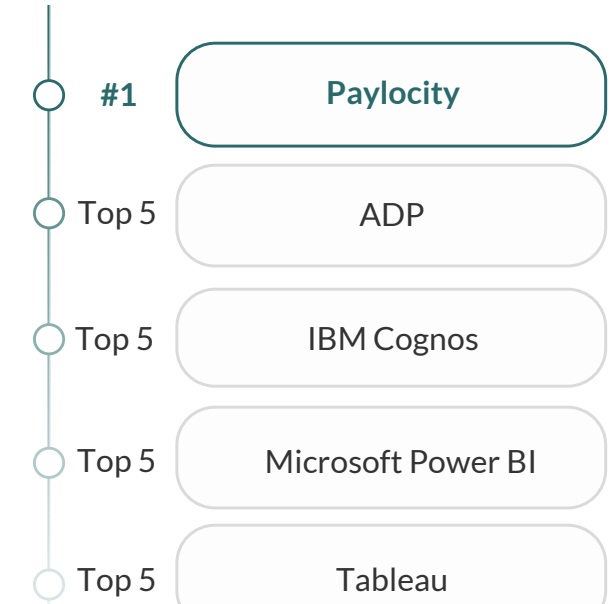 #1 Paylocity
Top 5 ADP
Top 5 IBM Cognos
Top 5 Microsoft Power BI
Top 5 Tableau